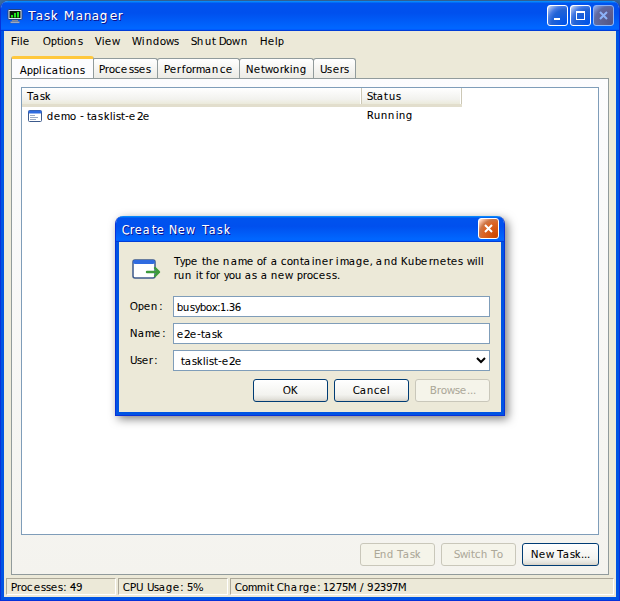 Task Manager
File Options View Windows Shut Down Help
Applications Processes Performance Networking Users
Task Status
demo - tasklist-e2e Running
Create New Task
Type the name of a container image, and Kubernetes will
run it for you as a new process.
Open: busybox:1.36
Name: e2e-task
User: tasklist-e2e
OK Cancel Browse...
End Task Switch To New Task...
Processes: 49 CPU Usage: 5% Commit Charge: 1275M / 92397M